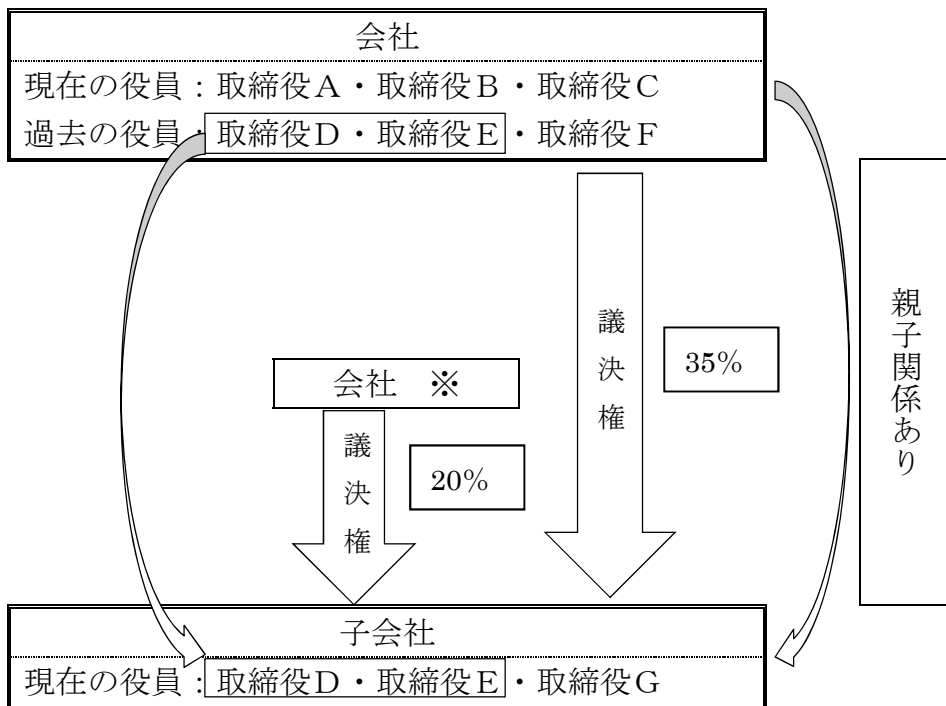 会社
現在の役員：取締役A・取締役B・取締役C
過去の役員：取締役D・取締役E・取締役F
親子関係あり
議決権
35%
会社　※
議決権
20%
子会社
現在の役員：取締役D・取締役E・取締役G